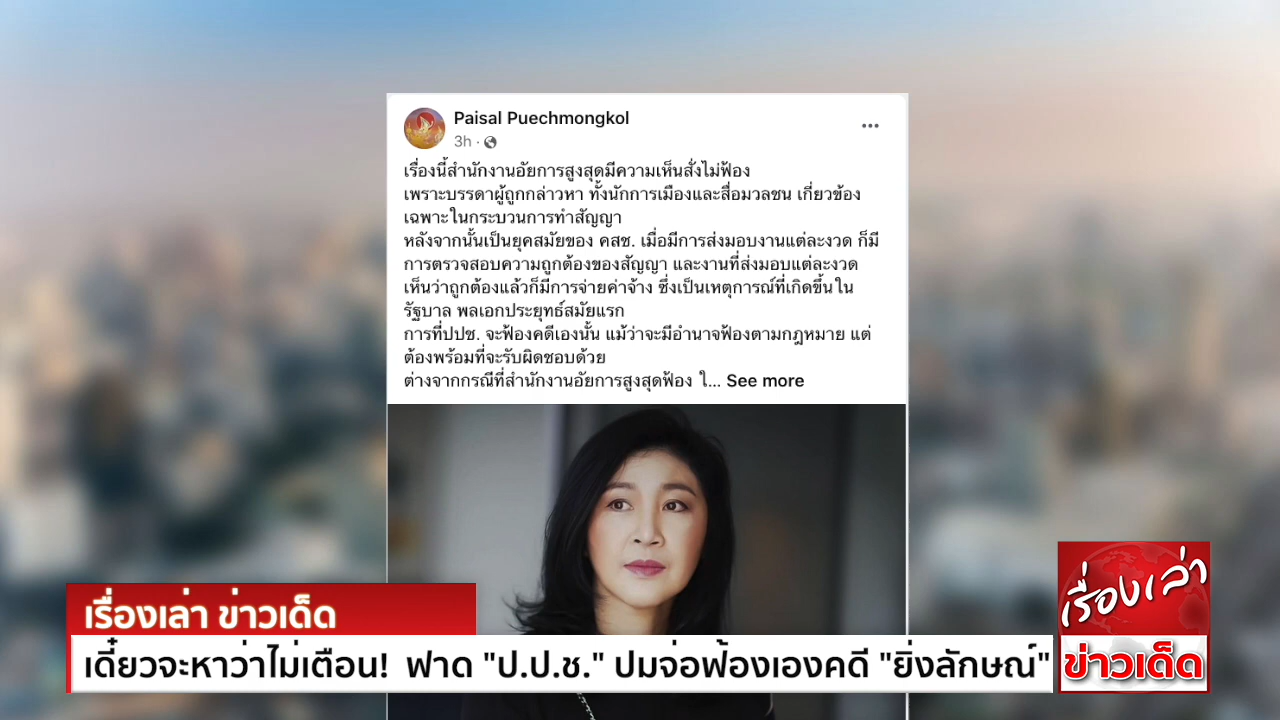 Paisal Puechmongkol
3h ·
เรื่องนี้สำนักงานอัยการสูงสุดมีความเห็นสั่งไม่ฟ้อง
เพราะบรรดาผู้ถูกกล่าวหา ทั้งนักการเมืองและสื่อมวลชน เกี่ยวข้อง
เฉพาะในกระบวนการทำสัญญา
หลังจากนั้นเป็นยุคสมัยของ คสช. เมื่อมีการส่งมอบงานแต่ละงวด ก็มี
การตรวจสอบความถูกต้องของสัญญา และงานที่ส่งมอบแต่ละงวด
เห็นว่าถูกต้องแล้วก็มีการจ่ายค่าจ้าง ซึ่งเป็นเหตุการณ์ที่เกิดขึ้นใน
รัฐบาล พลเอกประยุทธ์สมัยแรก
การที่ปปช. จะฟ้องคดีเองนั้น แม้ว่าจะมีอำนาจฟ้องตามกฎหมาย แต่
ต้องพร้อมที่จะรับผิดชอบด้วย
ต่างจากกรณีที่สำนักงานอัยการสูงสุดฟ้อง ใ... See more
เรื่องเล่า ข่าวเด็ด
เดี๋ยวจะหาว่าไม่เตือน! ฟาด "ป.ป.ช." ปมจ่อฟ้องเองคดี "ยิ่งลักษณ์"
เรื่องเล่า
ข่าวเด็ด